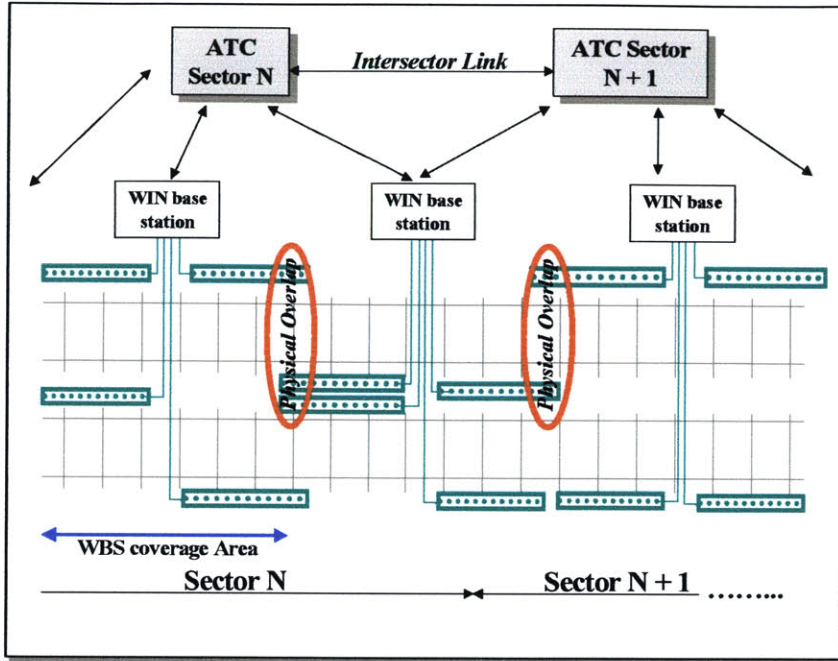 ATC
Sector N
Intersector Link
ATC Sector
N + 1
WIN base
station
WIN base
station
WIN base
station
Physical Overlap
Physical Overlap
WBS coverage Area
Sector N
Sector N + 1 ........